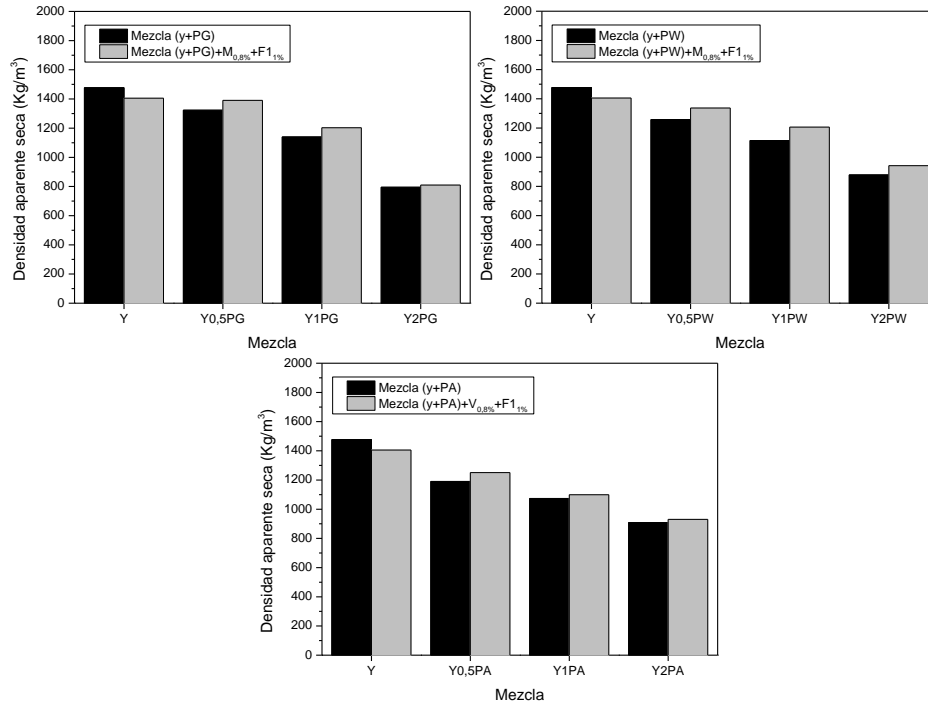 Densidad aparente seca (Kg/m³)
2000
1800
1600
1400
1200
1000
800
600
400
200
0
Mezcla (y+PG)
Mezcla (y+PG)+M0,8%+F11%
Y
Y0,5PG
Y1PG
Y2PG
Mezcla
Densidad aparente seca (Kg/m³)
2000
1800
1600
1400
1200
1000
800
600
400
200
0
Mezcla (y+PW)
Mezcla (y+PW)+M0,8%+F11%
Y
Y0,5PW
Y1PW
Y2PW
Mezcla
Densidad aparente seca (Kg/m³)
2000
1800
1600
1400
1200
1000
800
600
400
200
0
Mezcla (y+PA)
Mezcla (y+PA)+V0,8%+F11%
Y
Y0,5PA
Y1PA
Y2PA
Mezcla